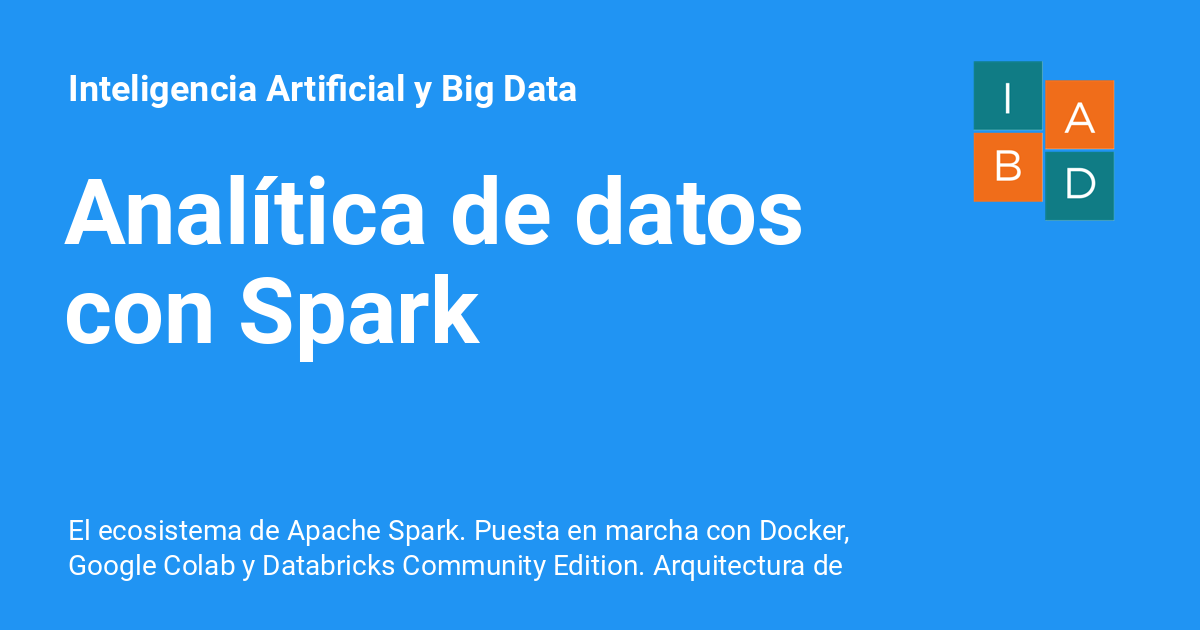 Inteligencia Artificial y Big Data
I
A
B
D
Analítica de datos
con Spark
El ecosistema de Apache Spark. Puesta en marcha con Docker,
Google Colab y Databricks Community Edition. Arquitectura de